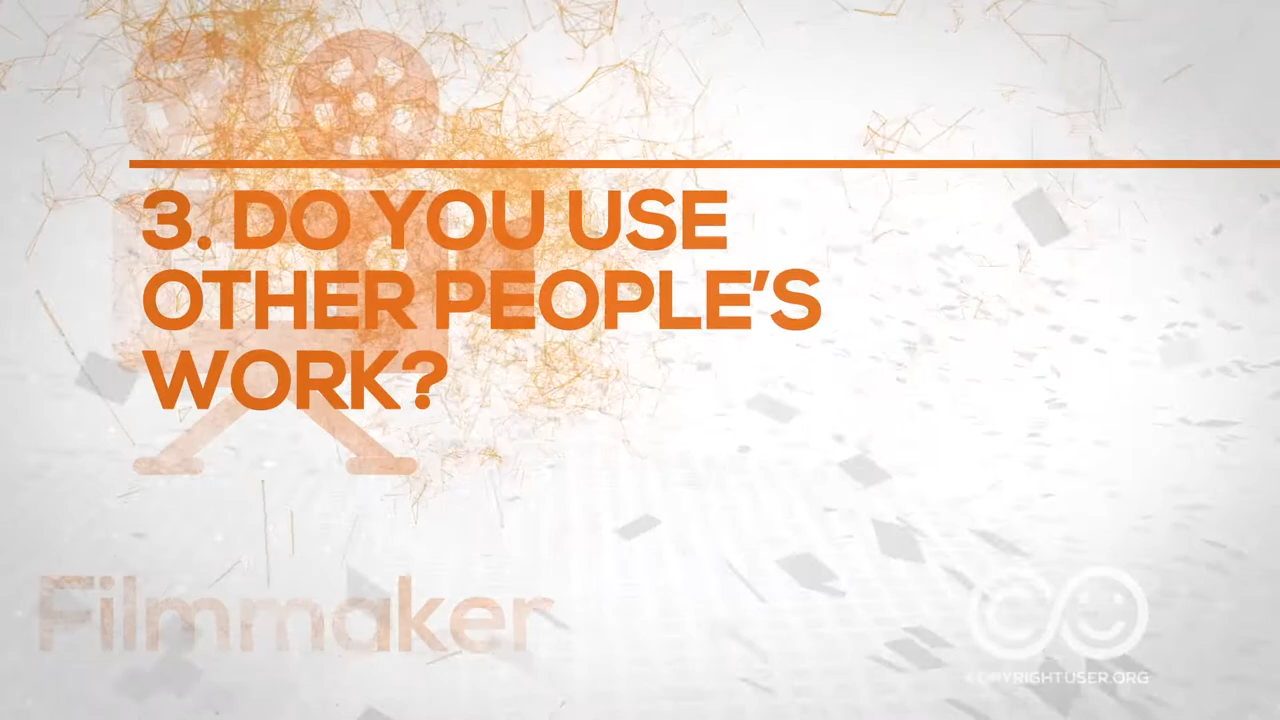 3. DO YOU USE
OTHER PEOPLE’S
WORK?
Filmmaker
COPYRIGHTUSER.ORG